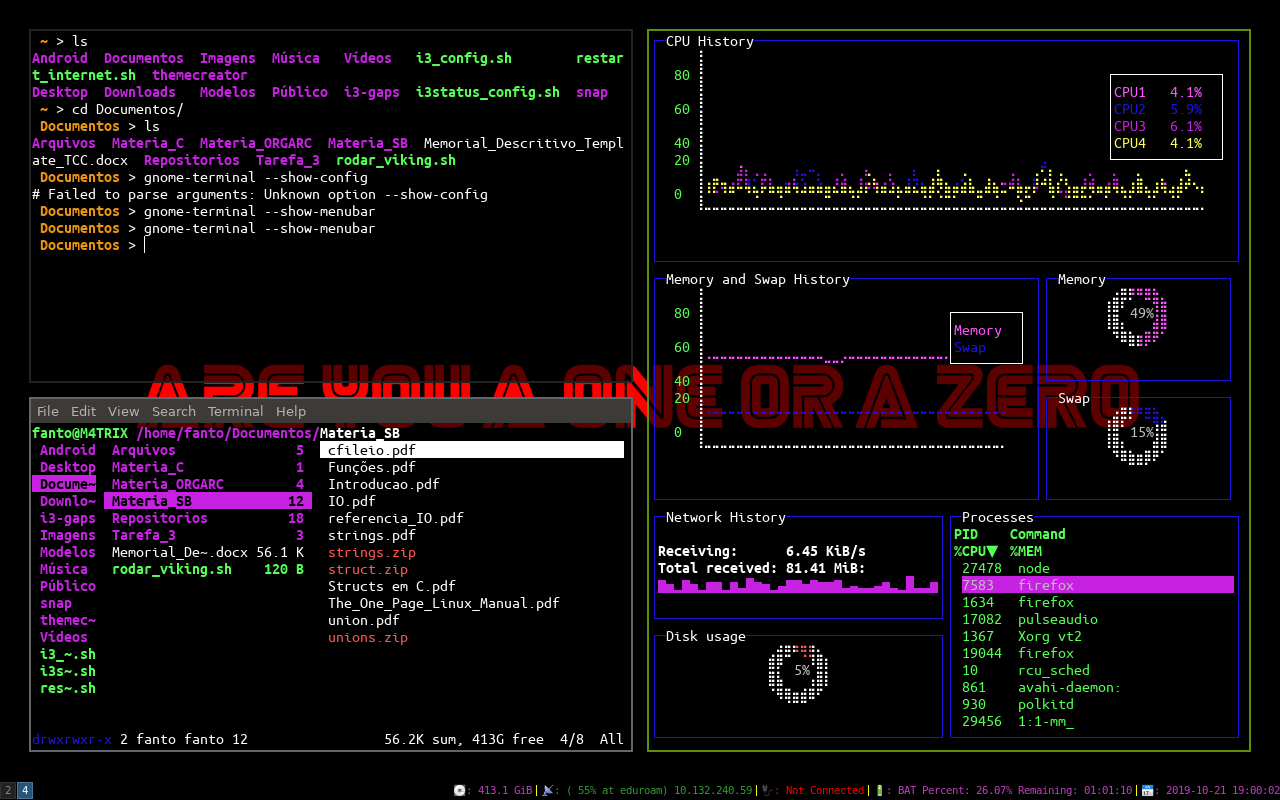 ~ > ls
Android  Documentos  Imagens  Música   Vídeos   i3_config.sh        restar
t_internet.sh  themecreator
Desktop  Downloads   Modelos  Público  i3-gaps  i3status_config.sh  snap
~ > cd Documentos/
Documentos > ls
Arquivos  Materia_C  Materia_ORGARC  Materia_SB  Memorial_Descritivo_Templ
ate_TCC.docx  Repositorios  Tarefa_3  rodar_viking.sh
Documentos > gnome-terminal --show-config
# Failed to parse arguments: Unknown option --show-config
Documentos > gnome-terminal --show-menubar
Documentos > gnome-terminal --show-menubar
Documentos >
ARE YOU A ONE OR A ZERO
File Edit View Search Terminal Help
fanto@M4TRIX /home/fanto/Documentos/Materia_SB
Android  Arquivos  5  cfileio.pdf
Desktop  Materia_C  1  Funções.pdf
Docume~  Materia_ORGARC  4  Introducao.pdf
Downlo~  Materia_SB  12  IO.pdf
i3-gaps  Repositorios  18  referencia_IO.pdf
Imagens  Tarefa_3  3  strings.pdf
Modelos  Memorial_De~.docx 56.1 K  strings.zip
Música  rodar_viking.sh  120 B  struct.zip
Público  Structs em C.pdf
snap  The_One_Page_Linux_Manual.pdf
themec~  union.pdf
Vídeos  unions.zip
i3_~.sh
i3s~.sh
res~.sh
drwxrwxr-x 2 fanto fanto 12  56.2K sum, 413G free  4/8  All
CPU History
80
60
40
20
0
CPU1  4.1%
CPU2  5.9%
CPU3  6.1%
CPU4  4.1%
Memory and Swap History
80
60
40
20
0
Memory
Swap
Memory
49%
Swap
15%
Network History
Receiving:  6.45 KiB/s
Total received: 81.41 MiB:
Disk usage
5%
Processes
PID  Command
%CPU▼  %MEM
27478  node
7583  firefox
1634  firefox
17082  pulseaudio
1367  Xorg vt2
19044  firefox
10  rcu_sched
861  avahi-daemon:
930  polkitd
29456  1:1-mm_
2 4
: 413.1 GiB| : ( 55% at eduroam) 10.132.240.59| : Not Connected| : BAT Percent: 26.07% Remaining: 01:01:10| : 2019-10-21 19:00:02